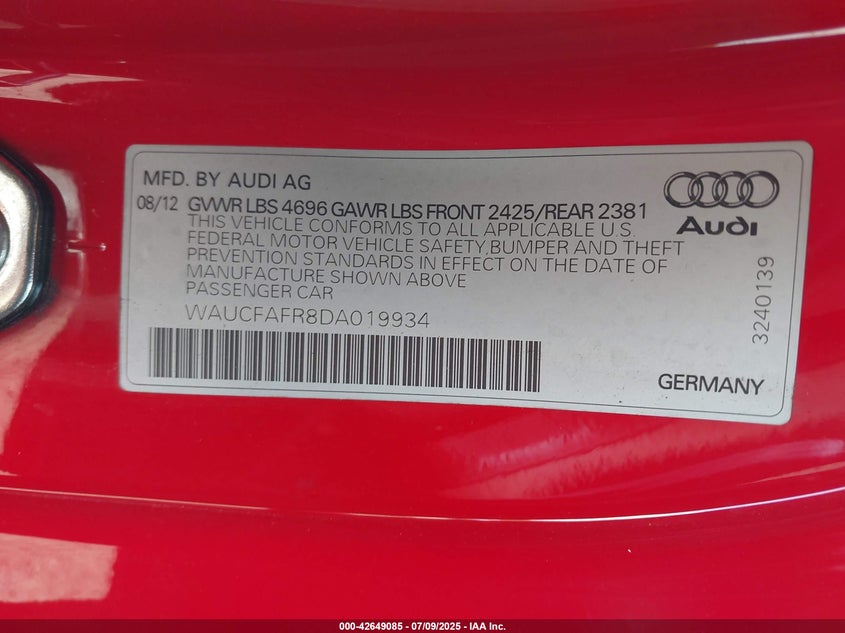 MFD. BY AUDI AG
08/12 GVWR LBS 4696 GAWR LBS FRONT 2425/REAR 2381
THIS VEHICLE CONFORMS TO ALL APPLICABLE U.S.
FEDERAL MOTOR VEHICLE SAFETY,BUMPER AND THEFT
PREVENTION STANDARDS IN EFFECT ON THE DATE OF
MANUFACTURE SHOWN ABOVE
PASSENGER CAR
WAUCFAFR8DA019934
Audi
3240139
GERMANY
000-42649085 - 07/09/2025 - IAA Inc.